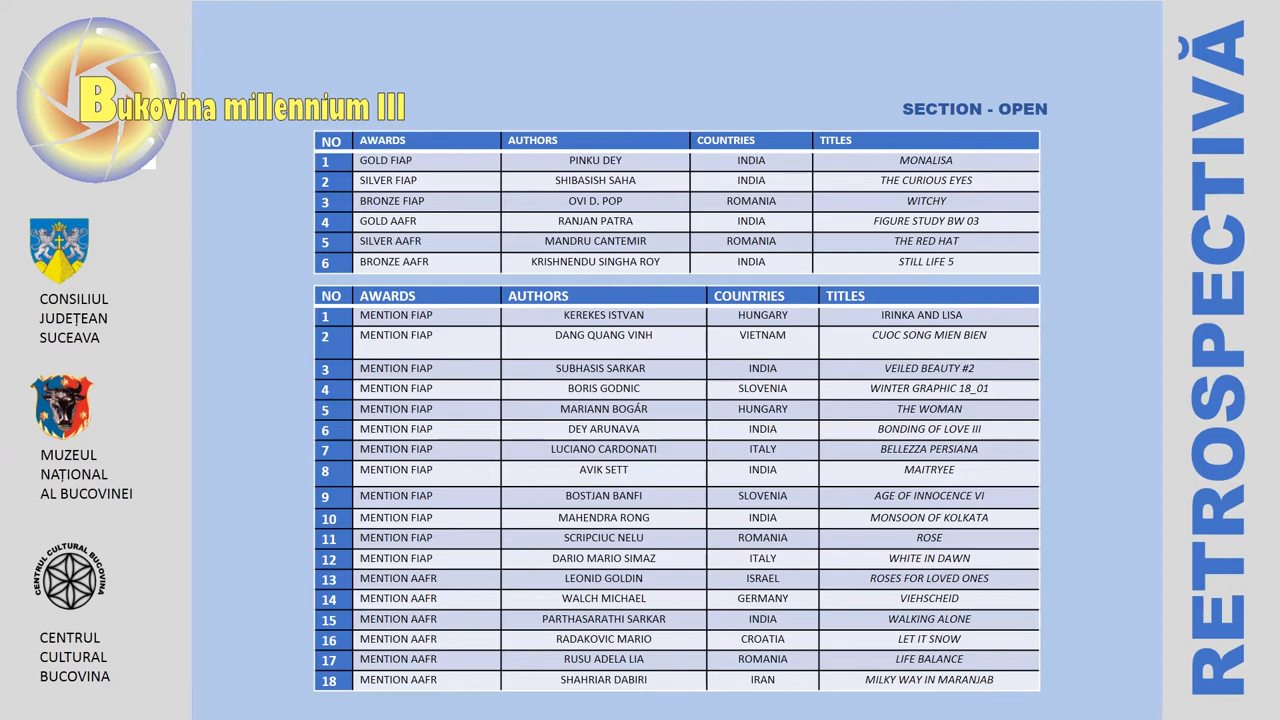 Bukovina millennium III
SECTION - OPEN
NO AWARDS AUTHORS COUNTRIES TITLES
1 GOLD FIAP PINKU DEY INDIA MONALISA
2 SILVER FIAP SHIBASISH SAHA INDIA THE CURIOUS EYES
3 BRONZE FIAP OVI D. POP ROMANIA WITCHY
4 GOLD AAFR RANJAN PATRA INDIA FIGURE STUDY BW 03
5 SILVER AAFR MANDRU CANTEMIR ROMANIA THE RED HAT
6 BRONZE AAFR KRISHNENDU SINGHA ROY INDIA STILL LIFE 5
NO AWARDS AUTHORS COUNTRIES TITLES
1 MENTION FIAP KEREKES ISTVAN HUNGARY IRINKA AND LISA
2 MENTION FIAP DANG QUANG VINH VIETNAM CUOC SONG MIEN BIEN
3 MENTION FIAP SUBHASIS SARKAR INDIA VEILED BEAUTY #2
4 MENTION FIAP BORIS GODNIC SLOVENIA WINTER GRAPHIC 18_01
5 MENTION FIAP MARIANN BOGÁR HUNGARY THE WOMAN
6 MENTION FIAP DEY ARUNAVA INDIA BONDING OF LOVE III
7 MENTION FIAP LUCIANO CARDONATI ITALY BELLEZZA PERSIANA
8 MENTION FIAP AVIK SETT INDIA MAITRYEE
9 MENTION FIAP BOSTJAN BANFI SLOVENIA AGE OF INNOCENCE VI
10 MENTION FIAP MAHENDRA RONG INDIA MONSOON OF KOLKATA
11 MENTION FIAP SCRIPCIUC NELU ROMANIA ROSE
12 MENTION FIAP DARIO MARIO SIMAZ ITALY WHITE IN DAWN
13 MENTION AAFR LEONID GOLDIN ISRAEL ROSES FOR LOVED ONES
14 MENTION AAFR WALCH MICHAEL GERMANY VIEHSCHEID
15 MENTION AAFR PARTHASARATHI SARKAR INDIA WALKING ALONE
16 MENTION AAFR RADAKOVIC MARIO CROATIA LET IT SNOW
17 MENTION AAFR RUSU ADELA LIA ROMANIA LIFE BALANCE
18 MENTION AAFR SHAHRIAR DABIRI IRAN MILKY WAY IN MARANJAB
CONSILIUL
JUDEȚEAN
SUCEAVA
MUZEUL
NAȚIONAL
AL BUCOVINEI
CENTRUL CULTURAL BUCOVINA
CENTRUL
CULTURAL
BUCOVINA
RETROSPECTIVĂ